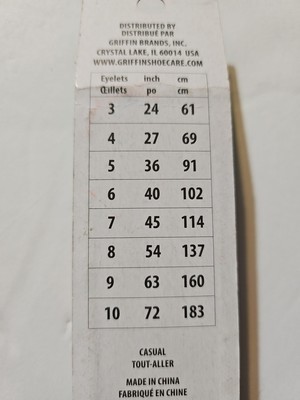 DISTRIBUTED BY
DISTRIBUÉ PAR
GRIFFIN BRANDS, INC.
CRYSTAL LAKE, IL 60014 USA
WWW.GRIFFINSHOECARE.COM
Eyelets inch cm
Œillets po cm
3 24 61
4 27 69
5 36 91
6 40 102
7 45 114
8 54 137
9 63 160
10 72 183
CASUAL
TOUT-ALLER
MADE IN CHINA
FABRIQUÉ EN CHINE